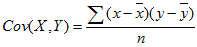 Cov(X,Y) = ∑(x−x̄)(y−y̅) / n